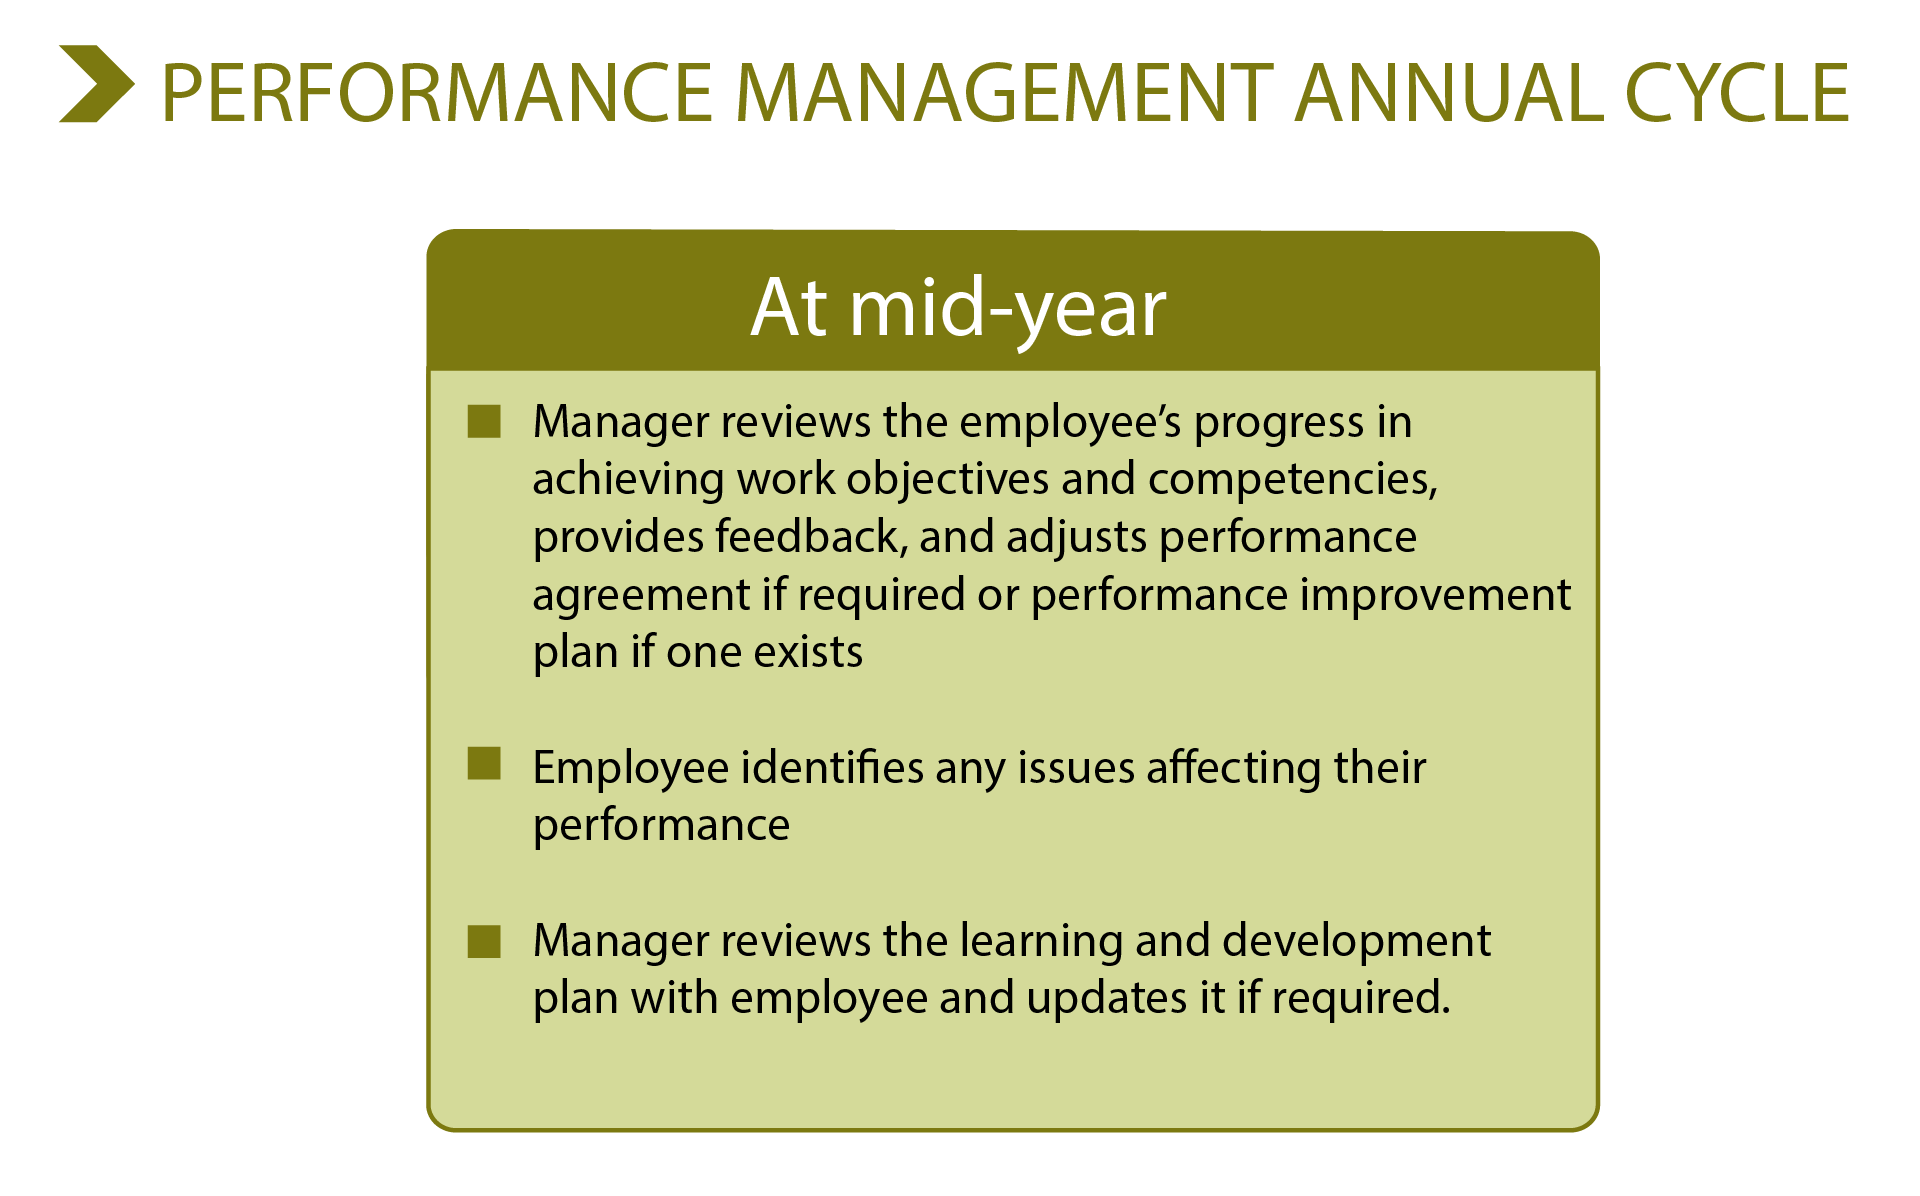 PERFORMANCE MANAGEMENT ANNUAL CYCLE
At mid-year
Manager reviews the employee’s progress in
achieving work objectives and competencies,
provides feedback, and adjusts performance
agreement if required or performance improvement
plan if one exists
Employee identifies any issues affecting their
performance
Manager reviews the learning and development
plan with employee and updates it if required.